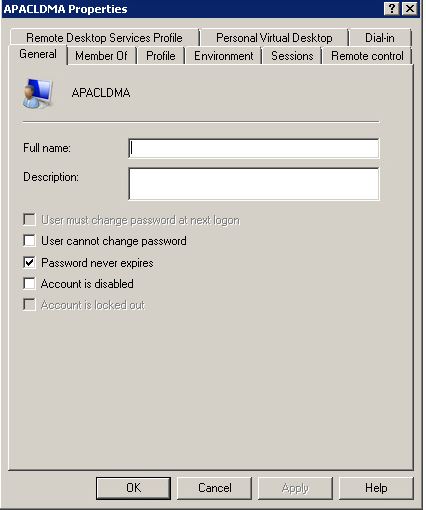 APACLDMA Properties
Remote Desktop Services Profile Personal Virtual Desktop Dial-in
General Member Of Profile Environment Sessions Remote control
APACLDMA
Full name:
Description:
User must change password at next logon
User cannot change password
Password never expires
Account is disabled
Account is locked out
OK Cancel Apply Help